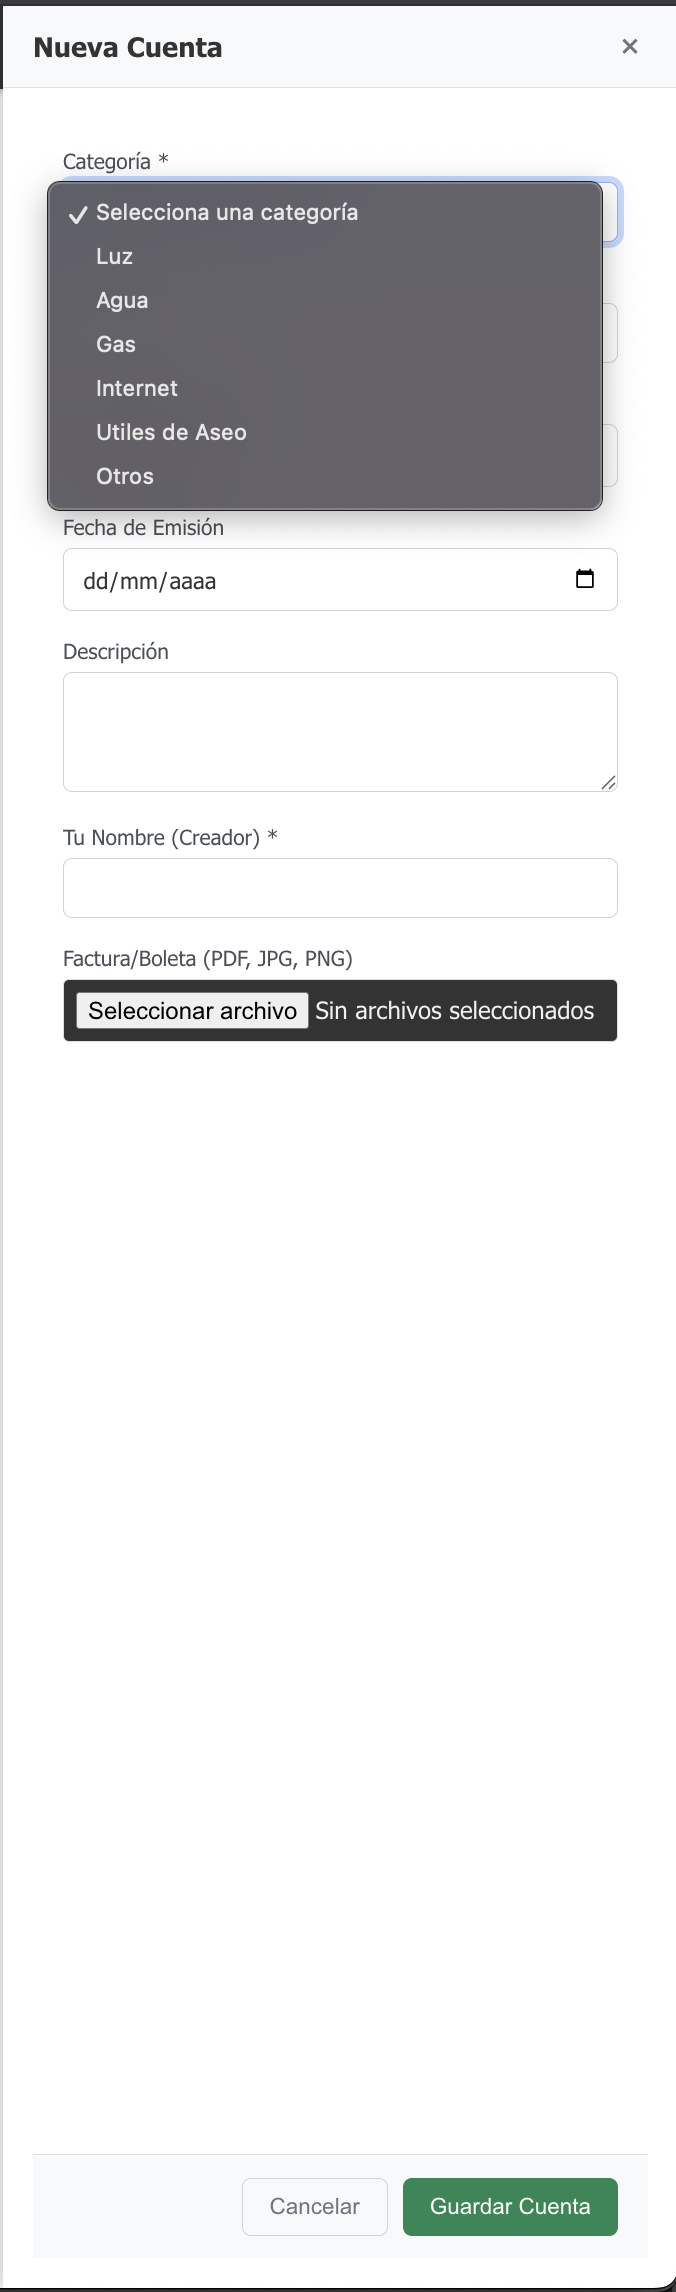 Nueva Cuenta
Categoría *
Selecciona una categoría
Luz
Agua
Gas
Internet
Utiles de Aseo
Otros
Fecha de Emisión
dd/mm/aaaa
Descripción
Tu Nombre (Creador) *
Factura/Boleta (PDF, JPG, PNG)
Seleccionar archivo Sin archivos seleccionados
Cancelar Guardar Cuenta